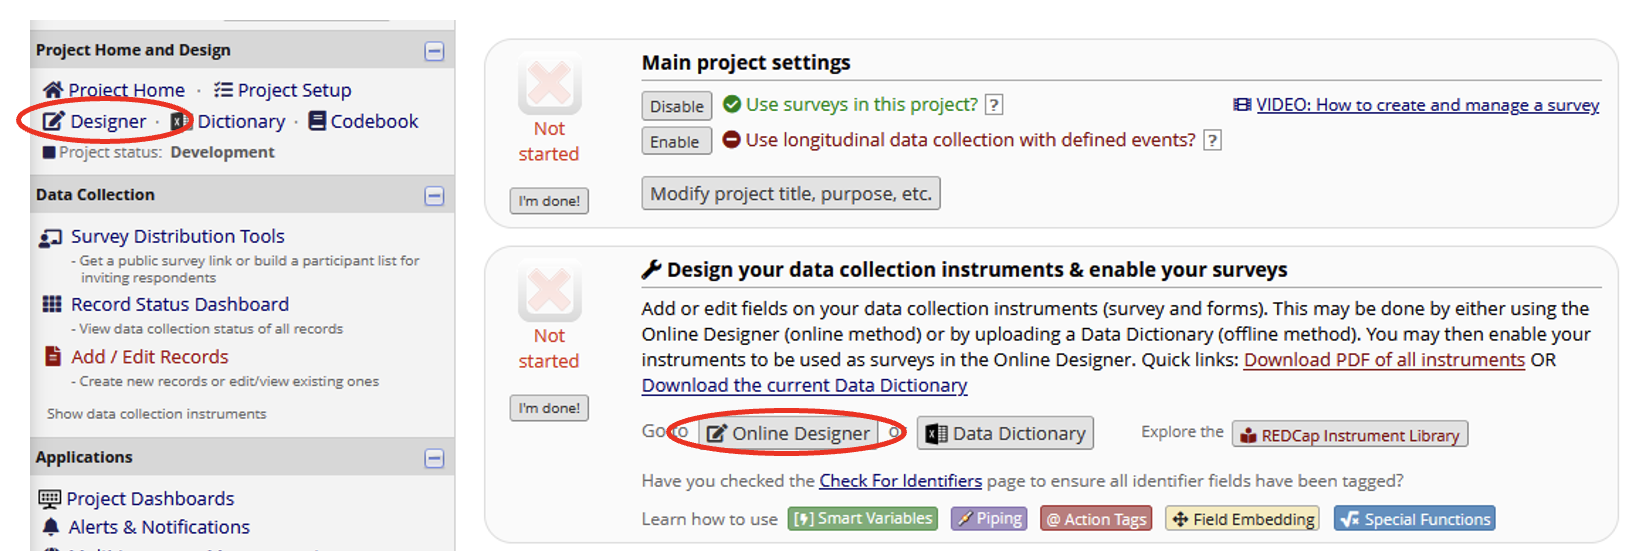 Project Home and Design
Project Home · Project Setup
Designer · Dictionary · Codebook
Project status: Development
Data Collection
Survey Distribution Tools
- Get a public survey link or build a participant list for
inviting respondents
Record Status Dashboard
- View data collection status of all records
Add / Edit Records
- Create new records or edit/view existing ones
Show data collection instruments
Applications
Project Dashboards
Alerts & Notifications
Not
started
I'm done!
Main project settings
Disable Use surveys in this project? ? VIDEO: How to create and manage a survey
Enable Use longitudinal data collection with defined events? ?
Modify project title, purpose, etc.
Not
started
I'm done!
Design your data collection instruments & enable your surveys
Add or edit fields on your data collection instruments (survey and forms). This may be done by either using the
Online Designer (online method) or by uploading a Data Dictionary (offline method). You may then enable your
instruments to be used as surveys in the Online Designer. Quick links: Download PDF of all instruments OR
Download the current Data Dictionary
Go to Online Designer or Data Dictionary Explore the REDCap Instrument Library
Have you checked the Check For Identifiers page to ensure all identifier fields have been tagged?
Learn how to use Smart Variables Piping @ Action Tags Field Embedding Special Functions